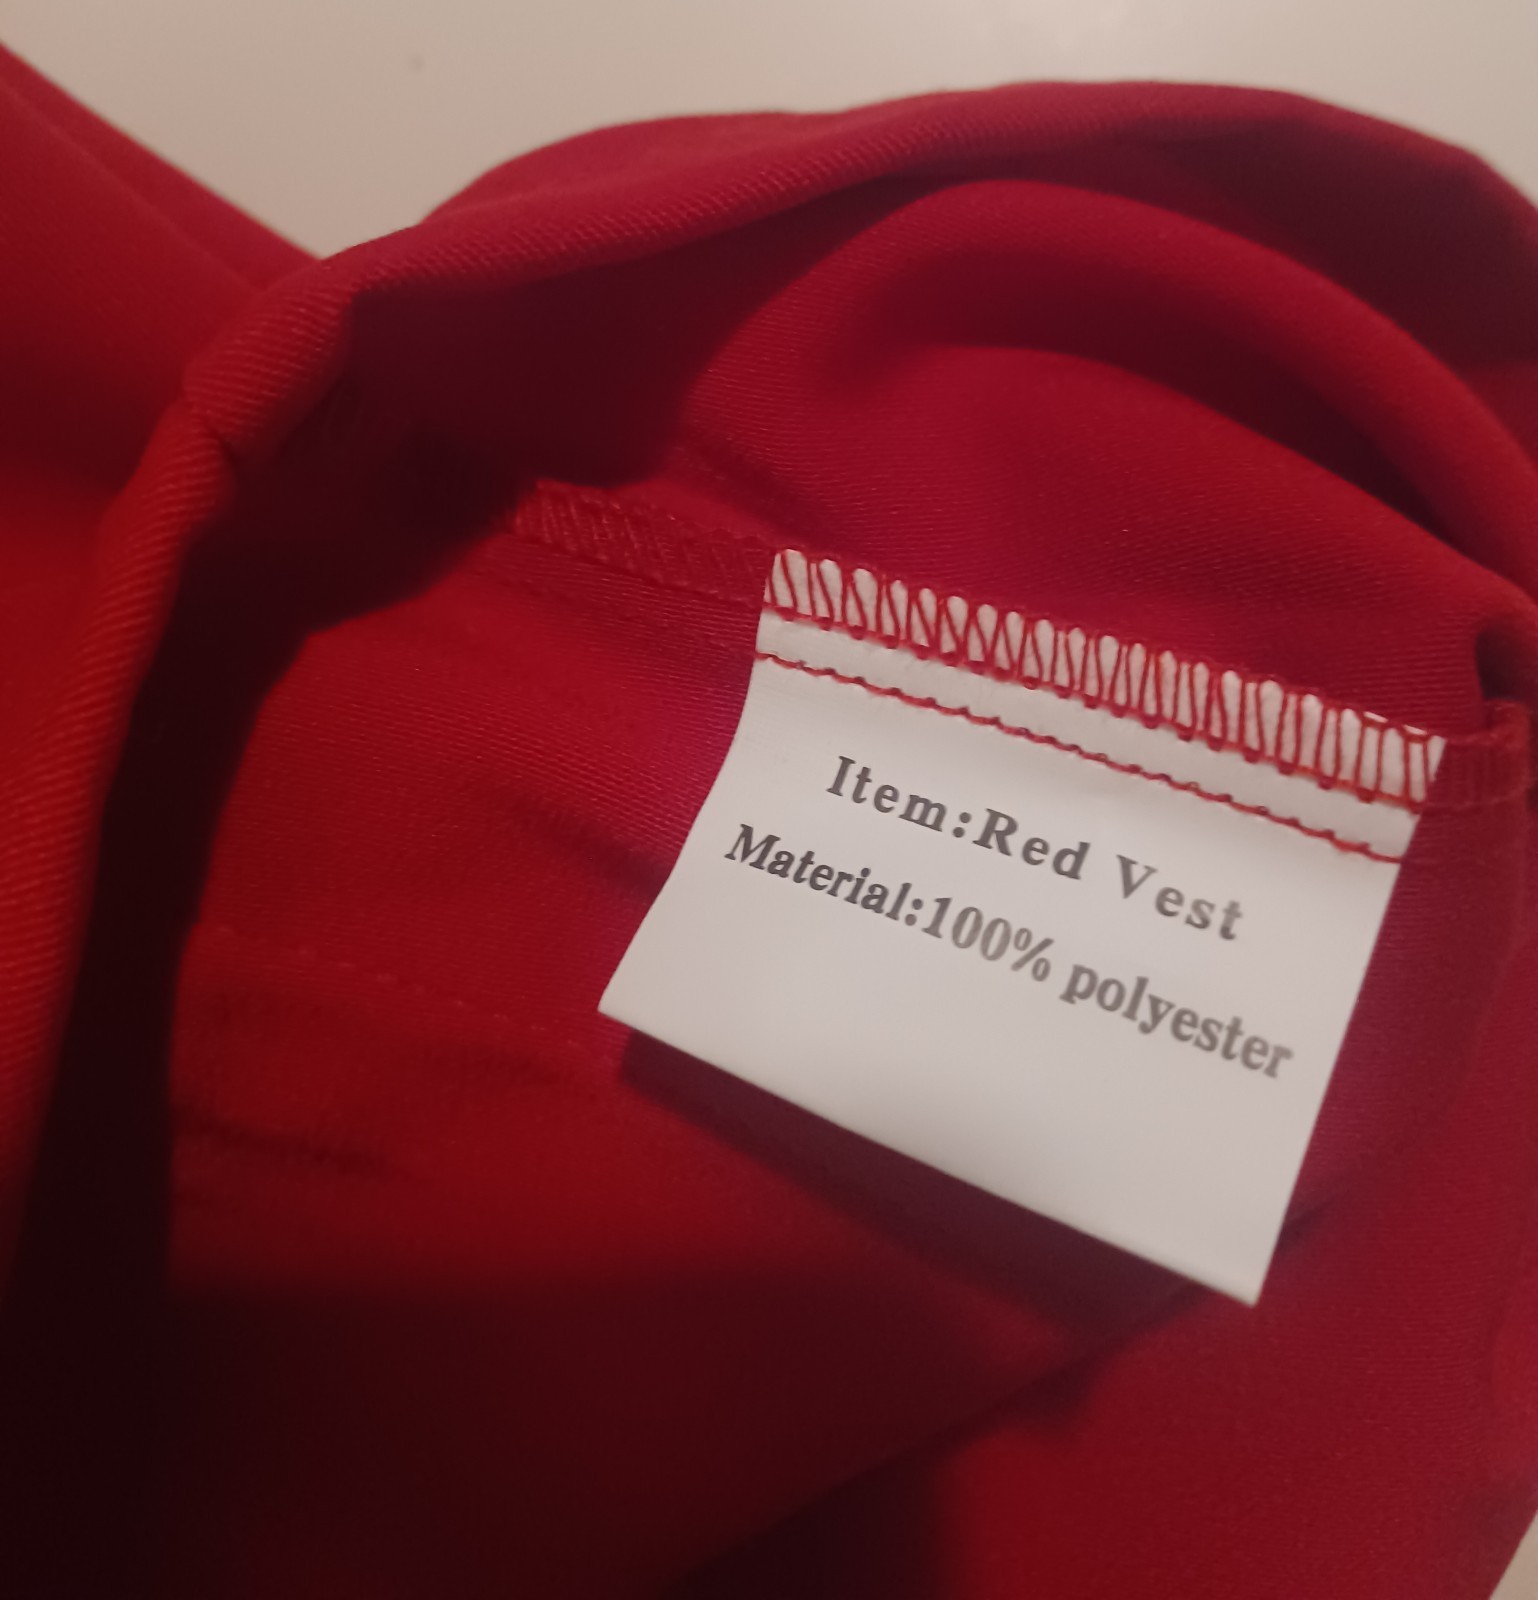 Item:Red Vest
Material:100% polyester